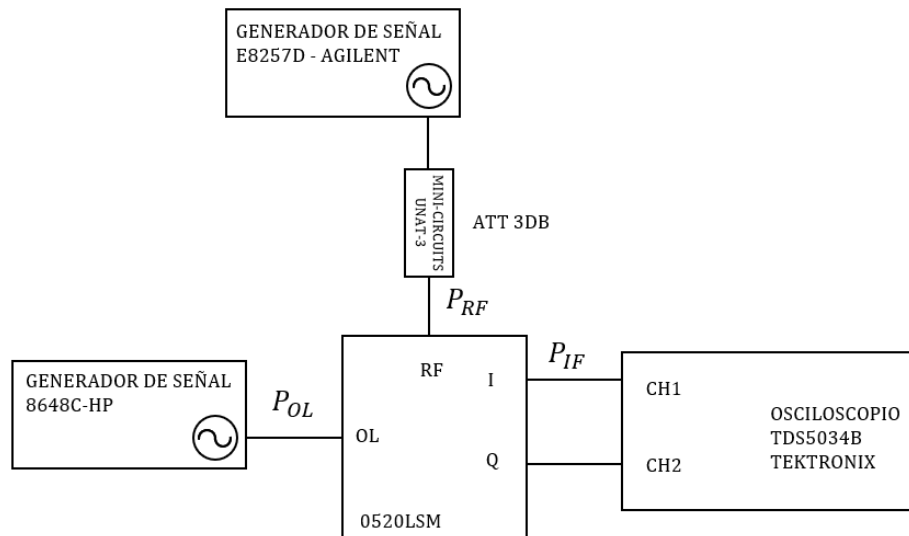 GENERADOR DE SEÑAL
E8257D - AGILENT
MINI-CIRCUITS
UNAT-3
ATT 3DB
P_RF
GENERADOR DE SEÑAL
8648C-HP
P_OL
RF
OL
I
Q
0520LSM
P_IF
CH1
CH2
OSCILOSCOPIO
TDS5034B
TEKTRONIX